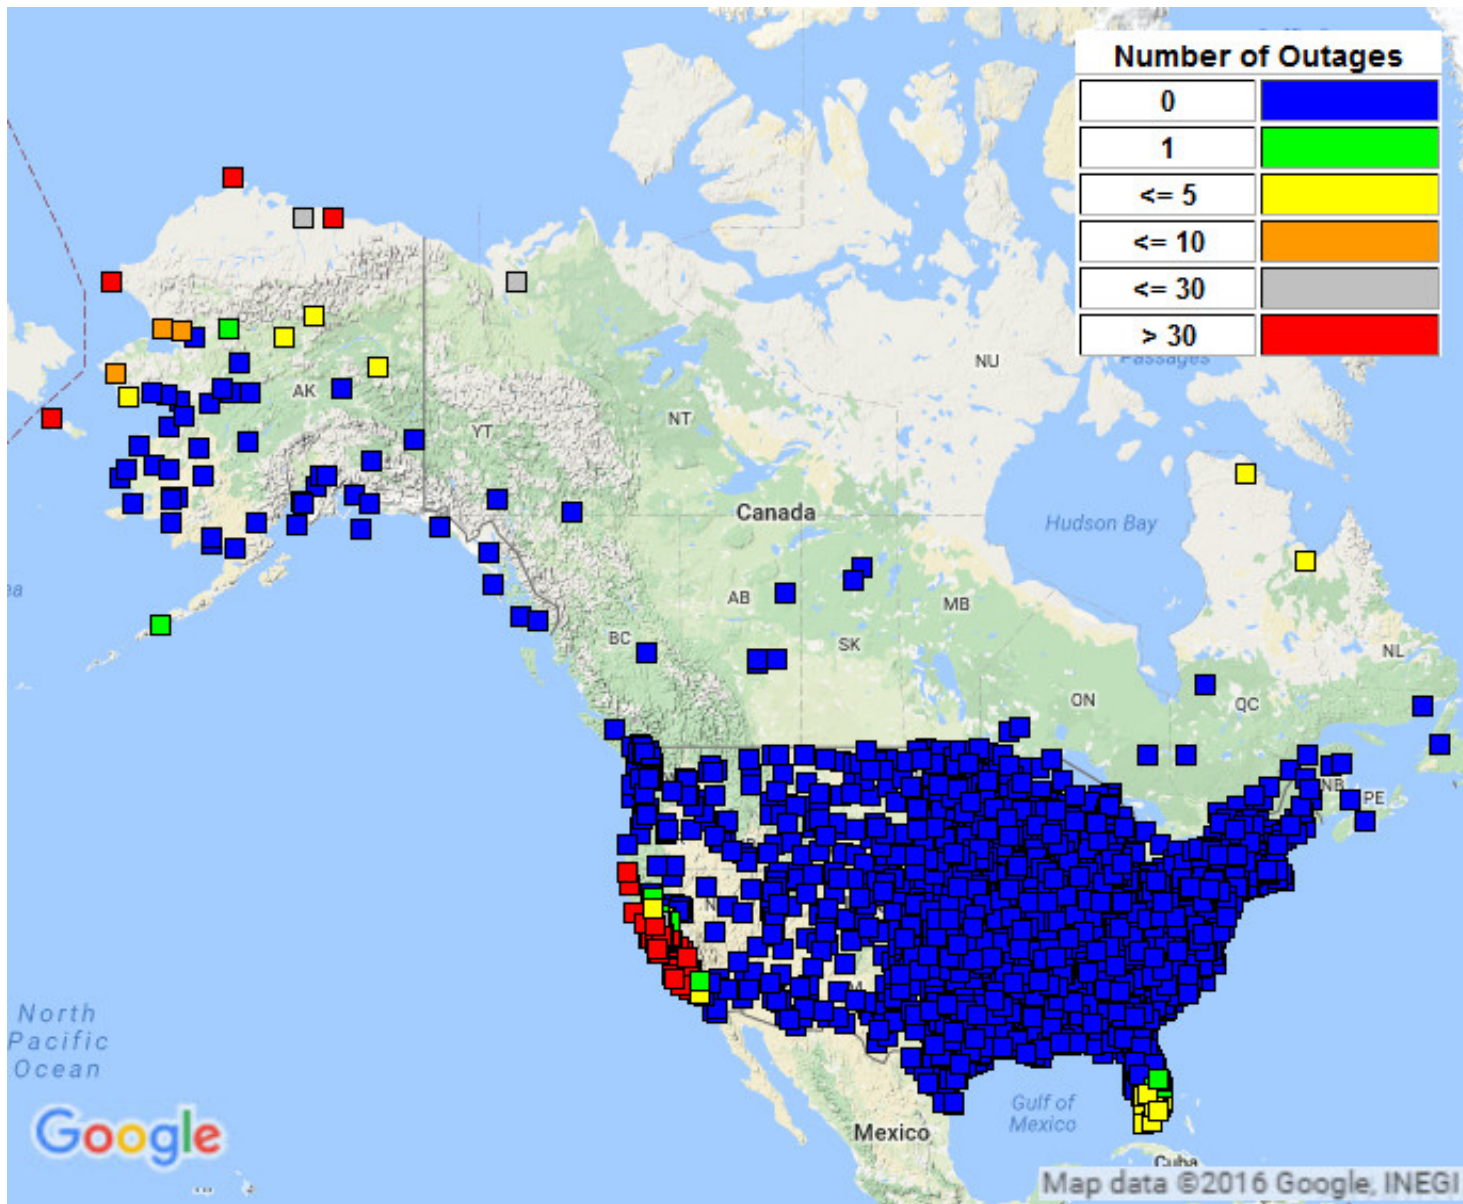 Number of Outages
0
1
<= 5
<= 10
<= 30
> 30
Passages
NU
AK
YT
NT
Canada
Hudson Bay
AB
MB
BC
SK
NL
ON
QC
NB
PE
North
Pacific
Ocean
Gulf of
Mexico
Mexico
Cuba
Google
Map data ©2016 Google, INEGI